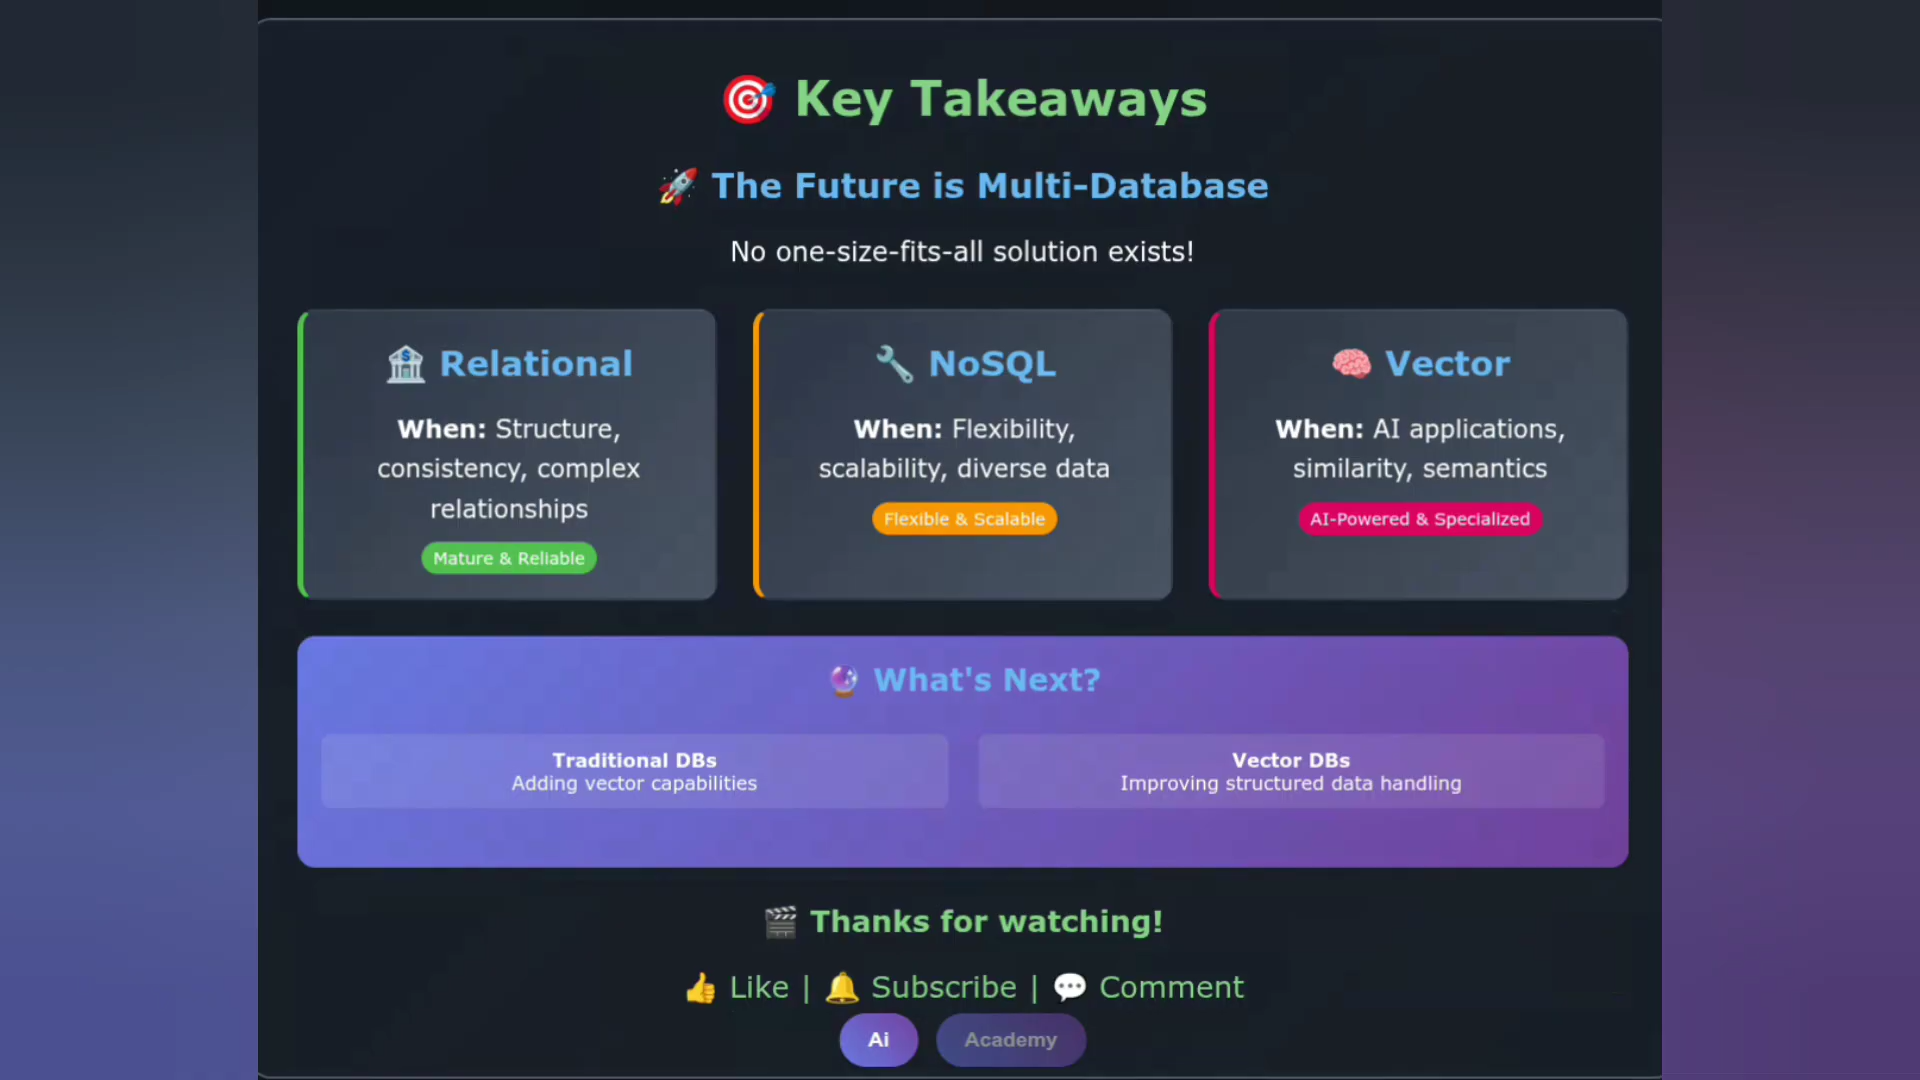 🎯 Key Takeaways
🚀 The Future is Multi-Database
No one-size-fits-all solution exists!
🏦 Relational
When: Structure,
consistency, complex
relationships
Mature & Reliable
🔧 NoSQL
When: Flexibility,
scalability, diverse data
Flexible & Scalable
🧠 Vector
When: AI applications,
similarity, semantics
AI-Powered & Specialized
🔮 What's Next?
Traditional DBs
Adding vector capabilities
Vector DBs
Improving structured data handling
🎬 Thanks for watching!
👍 Like | 🔔 Subscribe | 💬 Comment
Ai Academy